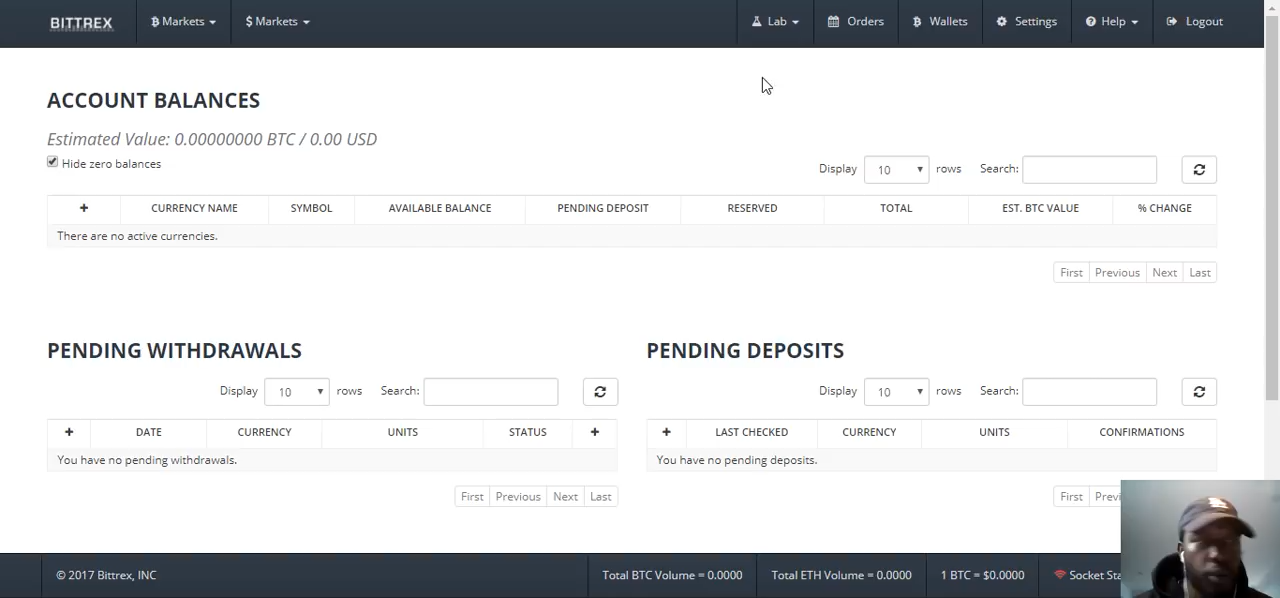 BITTREX
Markets
$ Markets
Lab
Orders
Wallets
Settings
Help
Logout
ACCOUNT BALANCES
Estimated Value: 0.00000000 BTC / 0.00 USD
Hide zero balances
Display 10 rows Search:
+ CURRENCY NAME SYMBOL AVAILABLE BALANCE PENDING DEPOSIT RESERVED TOTAL EST. BTC VALUE % CHANGE
There are no active currencies.
First Previous Next Last
PENDING WITHDRAWALS
Display 10 rows Search:
+ DATE CURRENCY UNITS STATUS +
You have no pending withdrawals.
First Previous Next Last
PENDING DEPOSITS
Display 10 rows Search:
+ LAST CHECKED CURRENCY UNITS CONFIRMATIONS
You have no pending deposits.
First
© 2017 Bittrex, INC
Total BTC Volume = 0.0000
Total ETH Volume = 0.0000
1 BTC = $0.0000
Socket